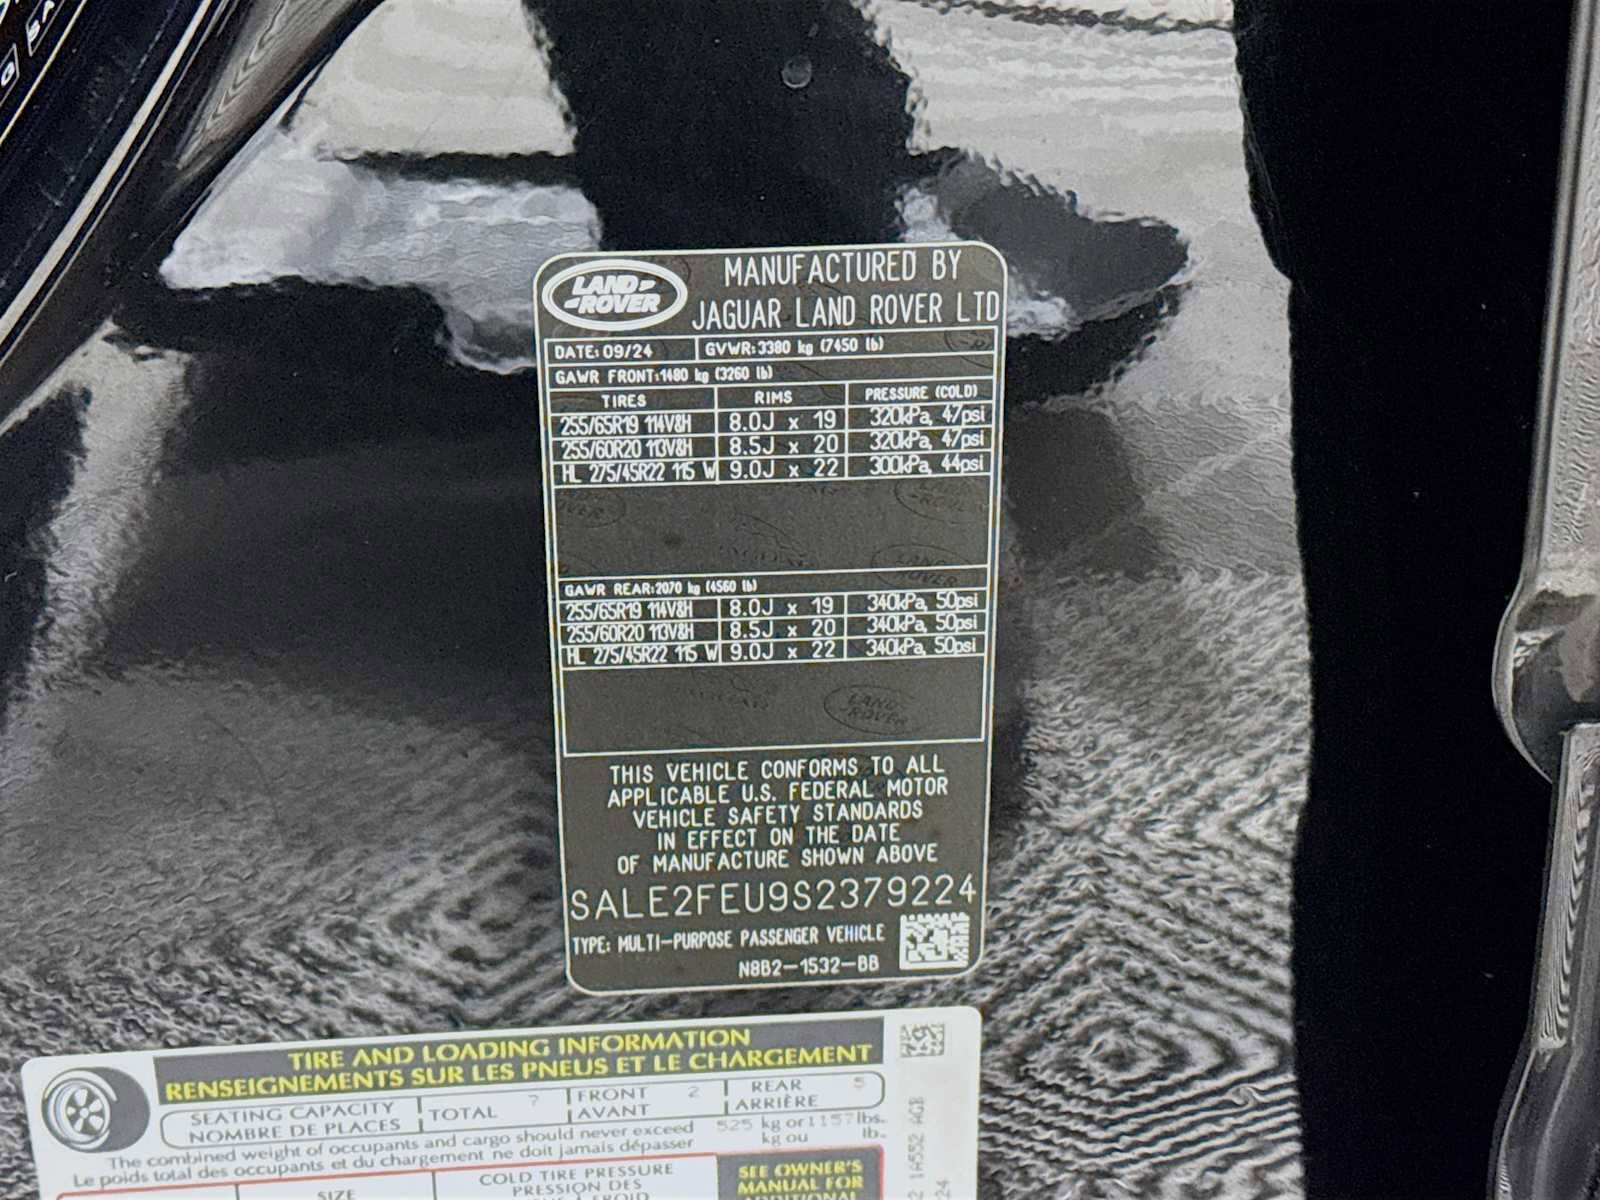 LAND ROVER
MANUFACTURED BY
JAGUAR LAND ROVER LTD
DATE: 09/24 GVWR: 3380 kg (7450 lb)
GAWR FRONT: 1480 kg (3260 lb)
TIRES RIMS PRESSURE (COLD)
255/65R19 114V&H 8.0J x 19 320kPa, 47psi
255/60R20 113V&H 8.5J x 20 320kPa, 47psi
HL 275/45R22 115 W 9.0J x 22 300kPa, 44psi
GAWR REAR: 2070 kg (4560 lb)
255/65R19 114V&H 8.0J x 19 340kPa, 50psi
255/60R20 113V&H 8.5J x 20 340kPa, 50psi
HL 275/45R22 115 W 9.0J x 22 340kPa, 50psi
THIS VEHICLE CONFORMS TO ALL
APPLICABLE U.S. FEDERAL MOTOR
VEHICLE SAFETY STANDARDS
IN EFFECT ON THE DATE
OF MANUFACTURE SHOWN ABOVE
SALE2FEU9S2379224
TYPE: MULTI-PURPOSE PASSENGER VEHICLE
N8B2-1532-BB
TIRE AND LOADING INFORMATION
RENSEIGNEMENTS SUR LES PNEUS ET LE CHARGEMENT
SEATING CAPACITY TOTAL 7 FRONT 2 REAR 5
NOMBRE DE PLACES AVANT ARRIÈRE
The combined weight of occupants and cargo should never exceed 525 kg or 1157 lbs.
Le poids total des occupants et du chargement ne doit jamais dépasser kg ou lb.
SIZE
COLD TIRE PRESSURE
PRESSION DES
SEE OWNER'S
MANUAL FOR
ADDITIONAL